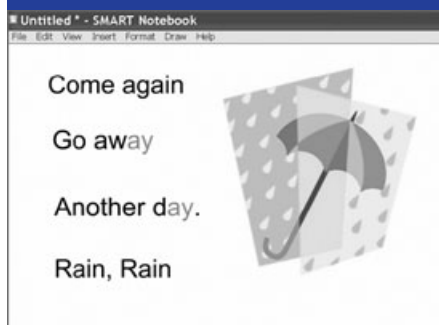 Untitled * - SMART Notebook
File Edit View Insert Format Draw Help
Come again
Go away
Another day.
Rain, Rain